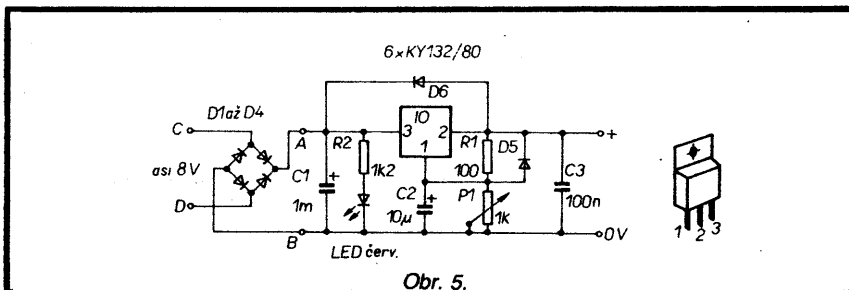 6×KY132/80
D6
D1až D4
C
A
R2
3
IO
2
1
R1
D5
+
asi 8V
C1
+
1m
1k2
C2
+
10μ
100
P1
1k
C3
100n
D
B
LED červ.
0V
1 2 3
Obr. 5.